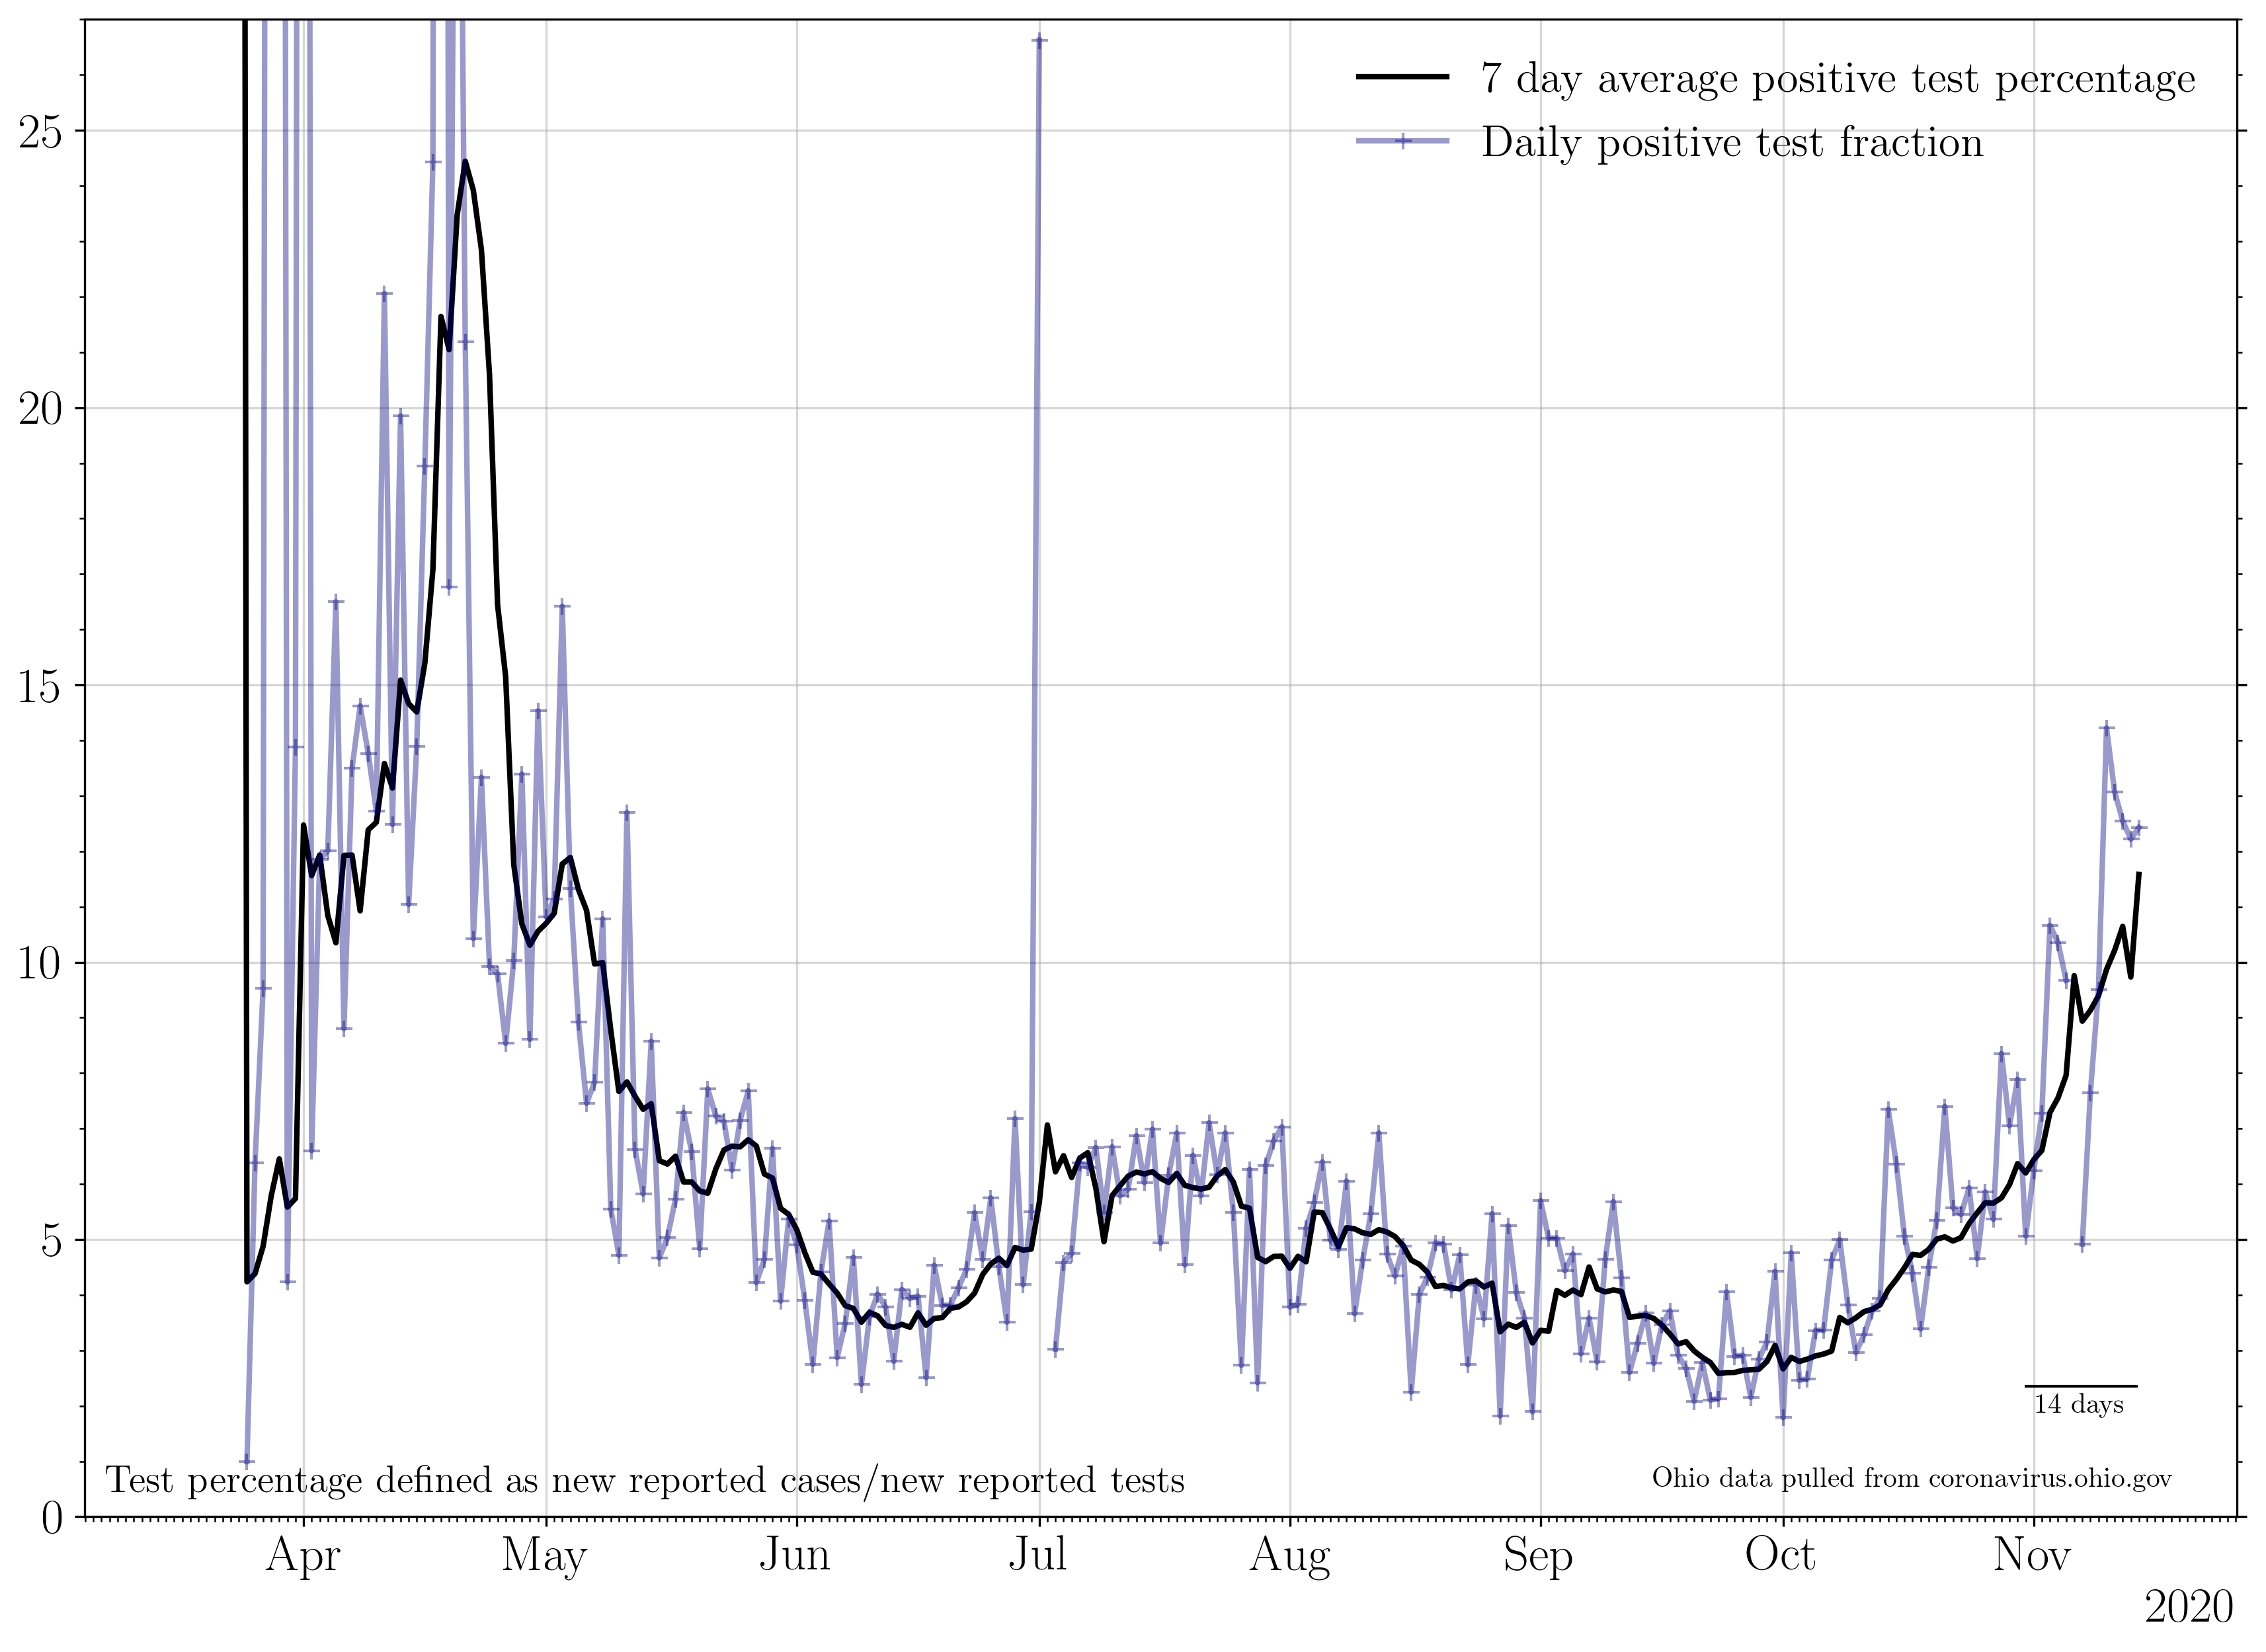 7 day average positive test percentage
Daily positive test fraction
25
20
15
10
5
0
14 days
Test percentage defined as new reported cases/new reported tests
Ohio data pulled from coronavirus.ohio.gov
Apr May Jun Jul Aug Sep Oct Nov
2020